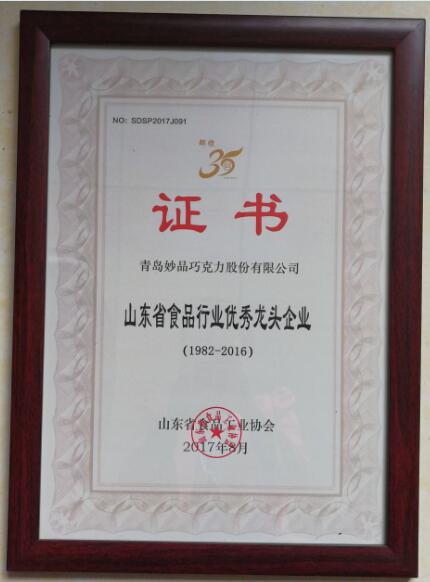 NO: SDSP2017J091
辉煌
35
证书
青岛妙品巧克力股份有限公司
山东省食品行业优秀龙头企业
(1982-2016)
山东省食品工业协会
2017年8月